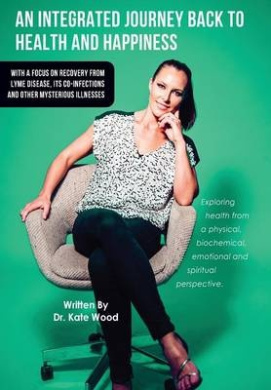 AN INTEGRATED JOURNEY BACK TO
HEALTH AND HAPPINESS
WITH A FOCUS ON RECOVERY FROM
LYME DISEASE, ITS CO-INFECTIONS
AND OTHER MYSTERIOUS ILLNESSES
Exploring
health from
a physical,
biochemical,
emotional and
spiritual
perspective.
Written By
Dr. Kate Wood